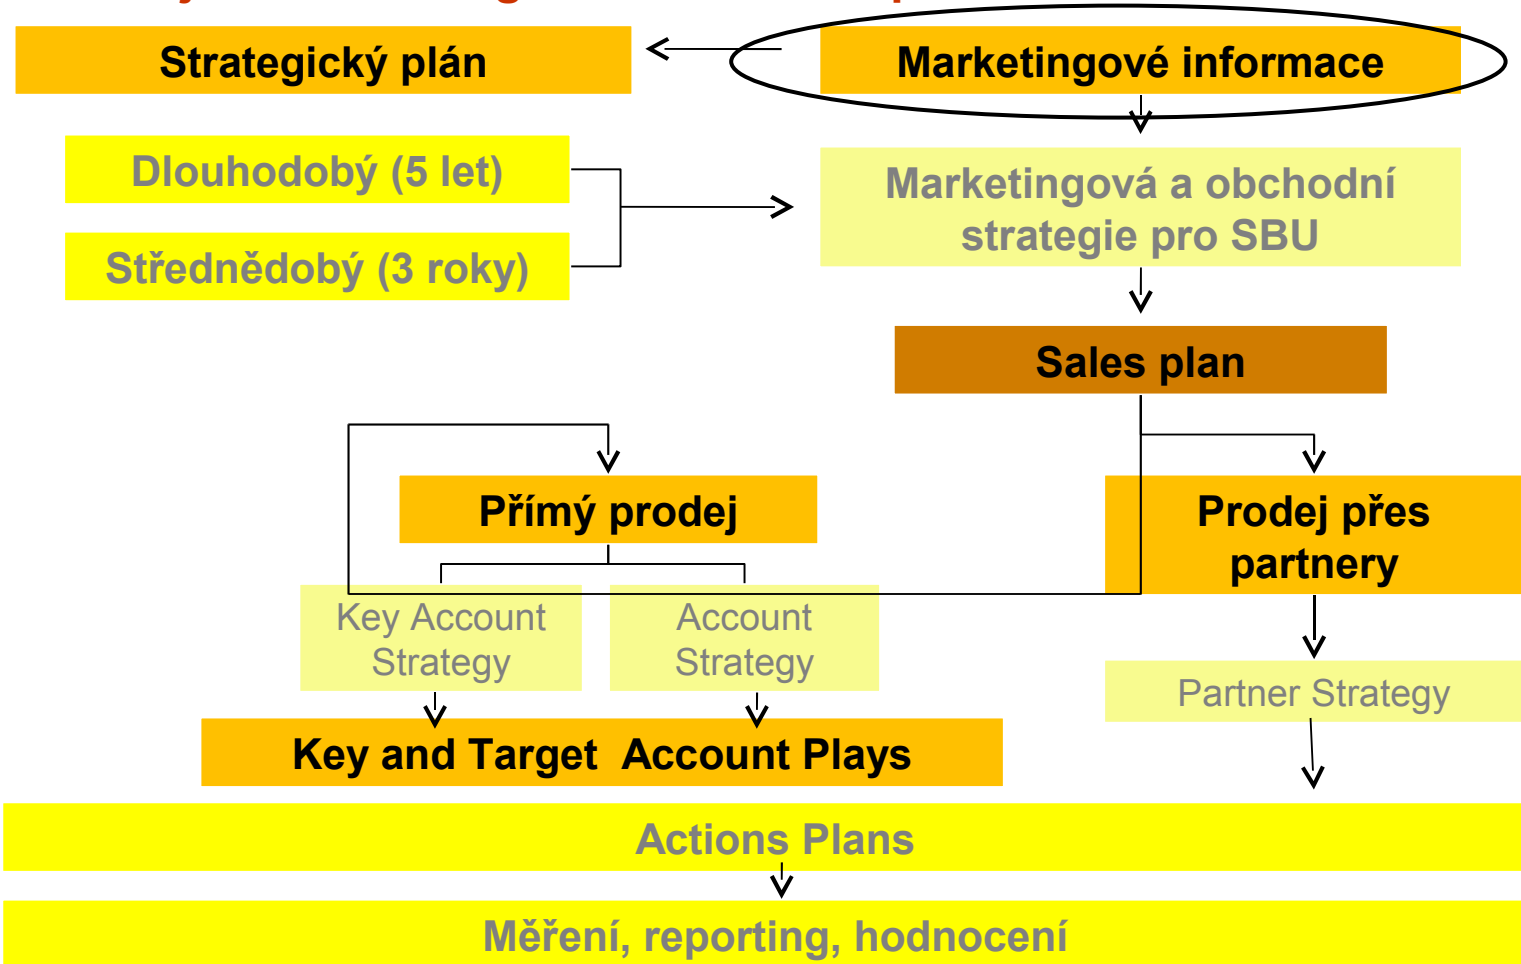 Strategický plán
Marketingové informace
Dlouhodobý (5 let)
Marketingová a obchodní
strategie pro SBU
Střednědobý (3 roky)
Sales plan
Přímý prodej
Prodej přes
partnery
Key Account
Strategy
Account
Strategy
Partner Strategy
Key and Target  Account Plays
Actions Plans
Měření, reporting, hodnocení